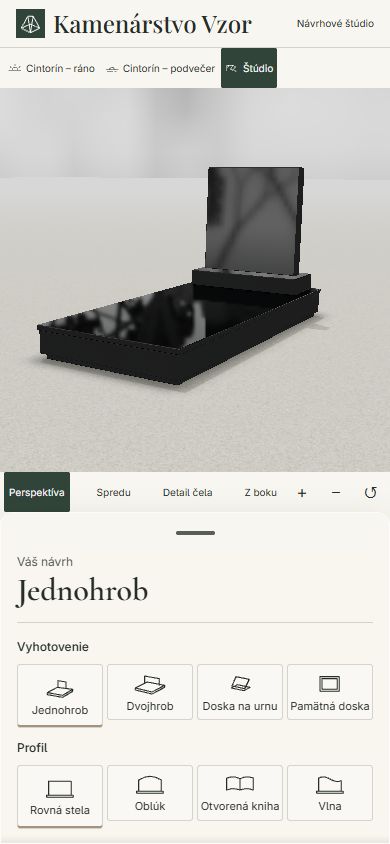 Kamenárstvo Vzor
Návrhové štúdio
Cintorín – ráno
Cintorín – podvečer
Štúdio
Perspektíva
Spredu
Detail čela
Z boku
+
−
↺
Váš návrh
Jednohrob
Vyhotovenie
Jednohrob
Dvojhrob
Doska na urnu
Pamätná doska
Profil
Rovná stela
Oblúk
Otvorená kniha
Vlna